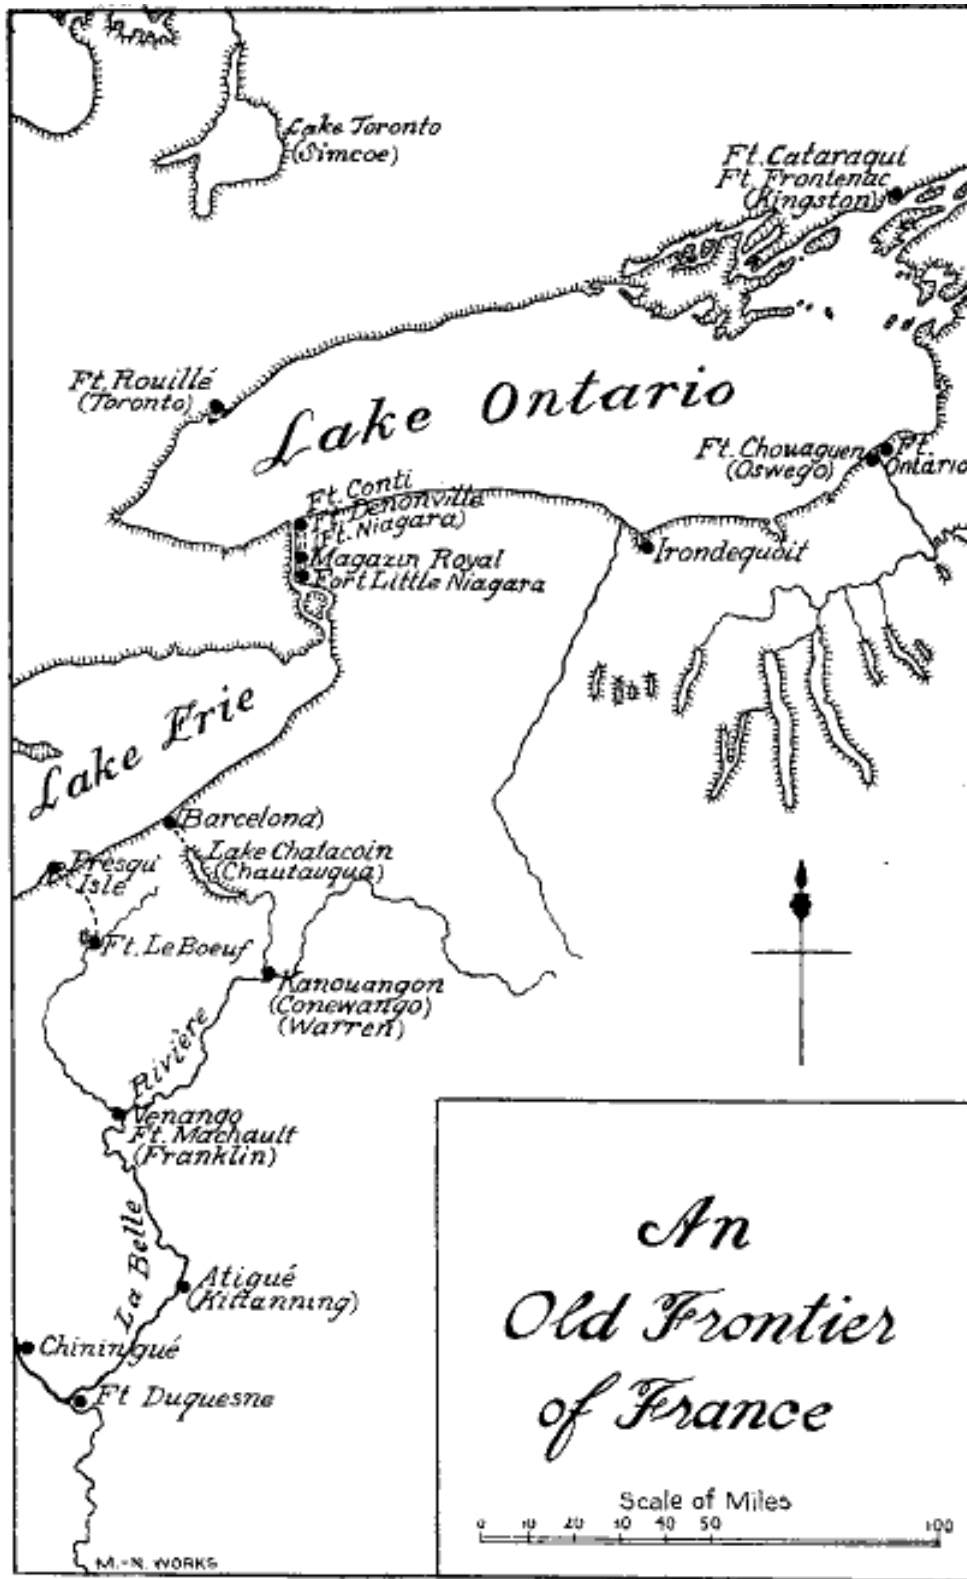 Lake Toronto
(Simcoe)
Ft. Cataraqui
Ft. Frontenac
(Kingston)
Ft. Rouillé
(Toronto)
Lake Ontario
Ft. Chouaguen
(Oswego)
Ft.
Ontario
Ft. Conti
Ft. Denonville
(Ft. Niagara)
Magazin Royal
Fort Little Niagara
Irondequoit
Lake Erie
(Barcelona)
Lake Chatacoin
(Chautauqua)
Presqu'
Isle
Ft. Le Boeuf
Kanouangon
(Conewango)
(Warren)
Rivière
Venango
Ft. Machault
(Franklin)
La Belle
Atigué
(Kittanning)
Chiningué
Ft Duquesne
An
Old Frontier
of France
Scale of Miles
0 10 20 30 40 50 100
M.-N. WORKS